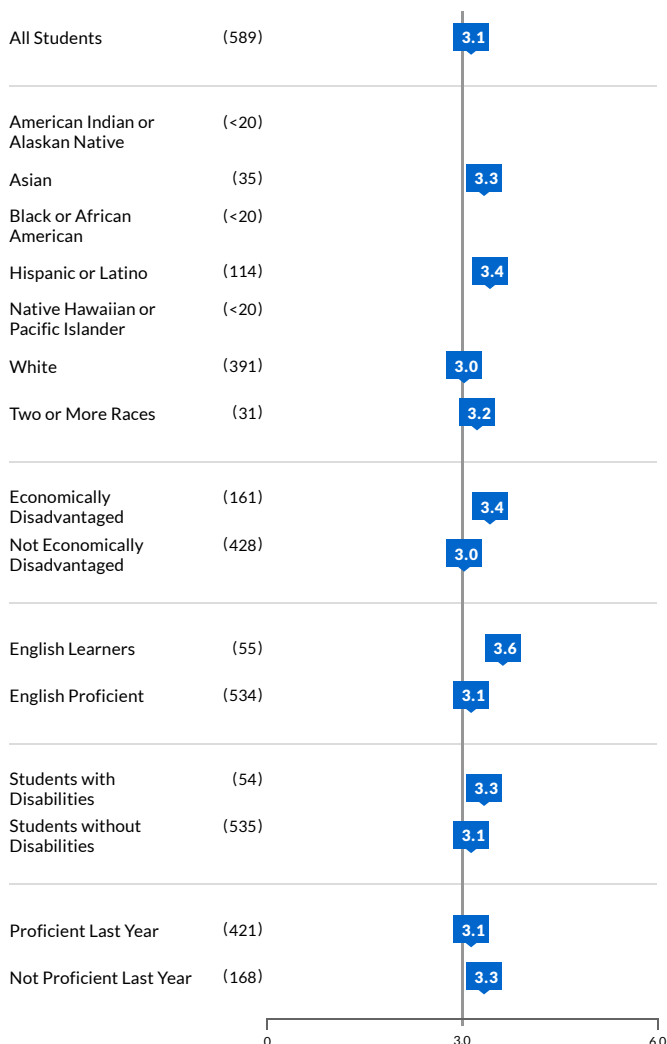 All Students (589) 3.1
American Indian or (<20)
Alaskan Native
Asian (35) 3.3
Black or African (<20)
American
Hispanic or Latino (114) 3.4
Native Hawaiian or (<20)
Pacific Islander
White (391) 3.0
Two or More Races (31) 3.2
Economically (161)
Disadvantaged 3.4
Not Economically (428)
Disadvantaged 3.0
English Learners (55) 3.6
English Proficient (534) 3.1
Students with (54)
Disabilities 3.3
Students without (535)
Disabilities 3.1
Proficient Last Year (421) 3.1
Not Proficient Last Year (168) 3.3
0 3.0 6.0